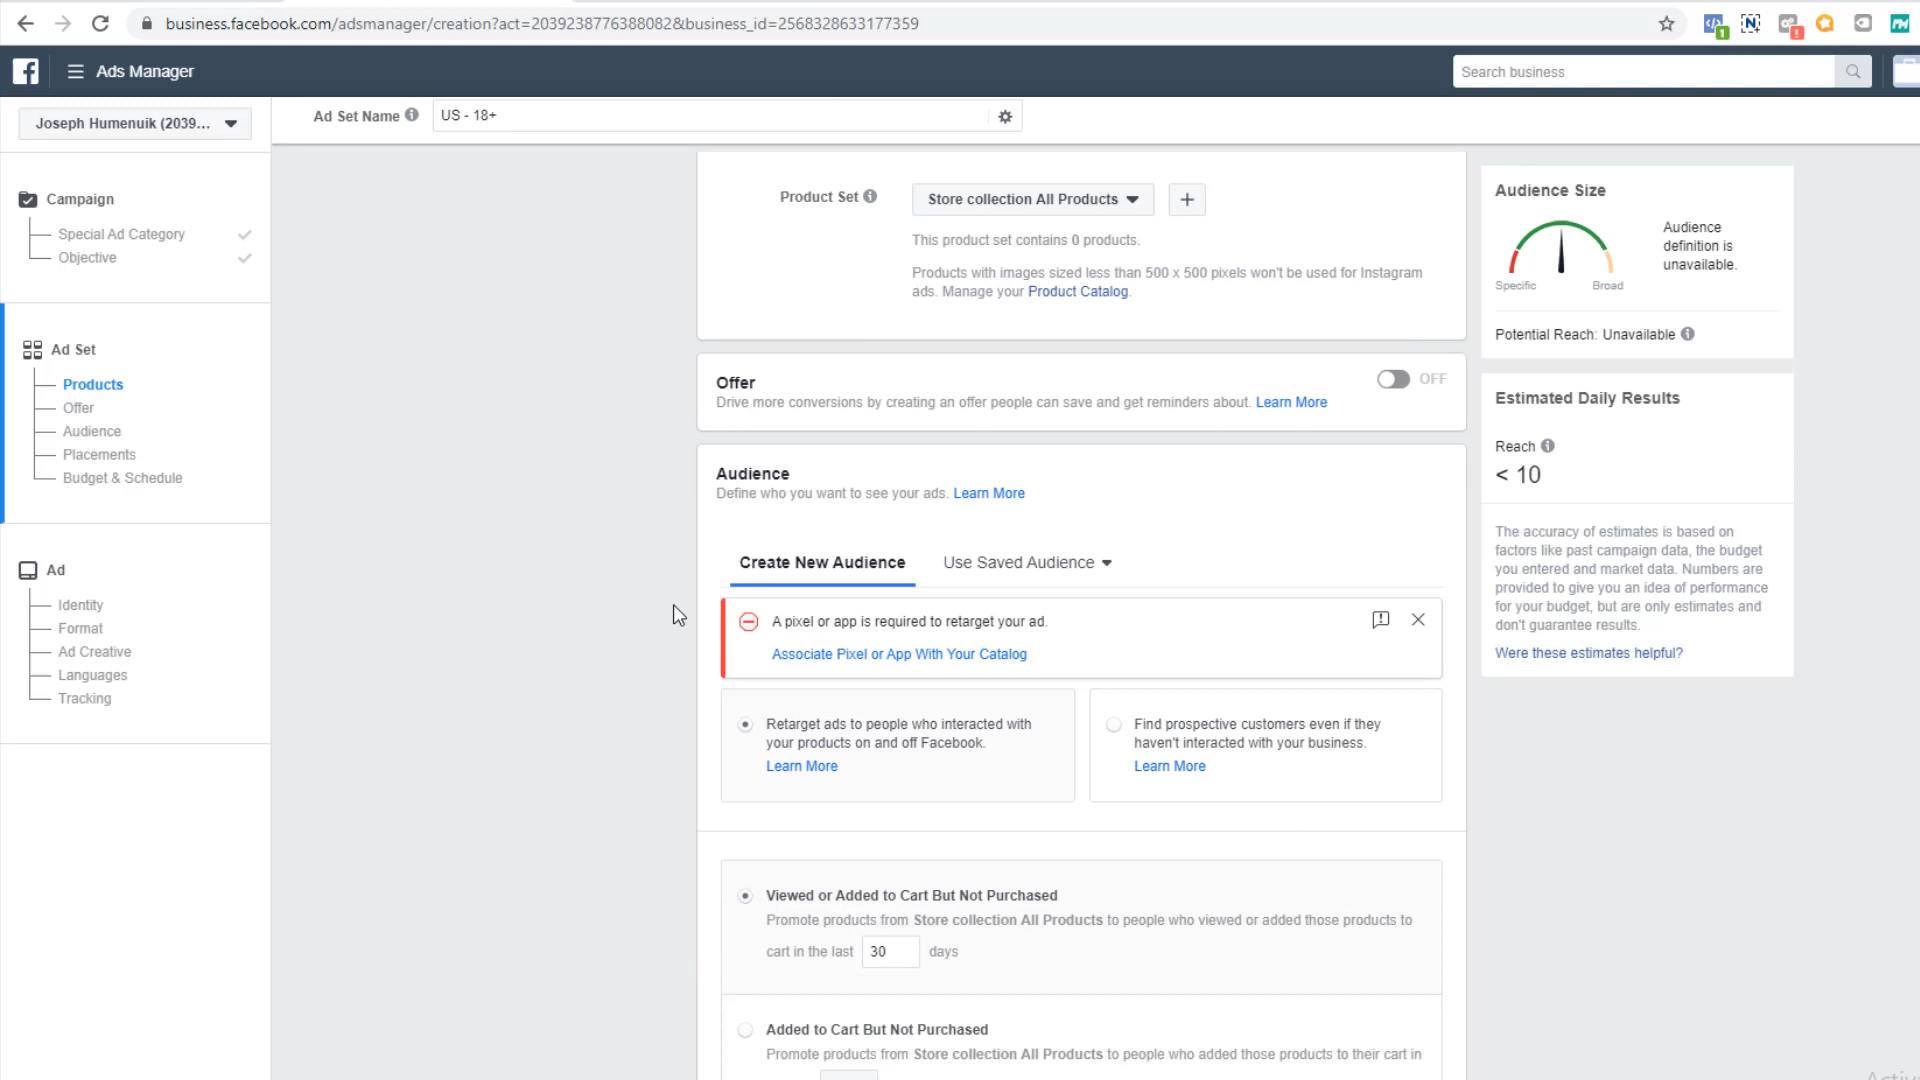 business.facebook.com/adsmanager/creation?act=2039238776388082&business_id=2568328633177359
Ads Manager
Search business
Joseph Humenuik (2039...
Ad Set Name
US - 18+
Campaign
Special Ad Category
Objective
Ad Set
Products
Offer
Audience
Placements
Budget & Schedule
Ad
Identity
Format
Ad Creative
Languages
Tracking
Product Set
Store collection All Products
This product set contains 0 products.
Products with images sized less than 500 x 500 pixels won't be used for Instagram
ads. Manage your Product Catalog.
Offer
OFF
Drive more conversions by creating an offer people can save and get reminders about. Learn More
Audience
Define who you want to see your ads. Learn More
Create New Audience
Use Saved Audience
A pixel or app is required to retarget your ad.
Associate Pixel or App With Your Catalog
Retarget ads to people who interacted with
your products on and off Facebook.
Learn More
Find prospective customers even if they
haven't interacted with your business.
Learn More
Viewed or Added to Cart But Not Purchased
Promote products from Store collection All Products to people who viewed or added those products to
cart in the last 30 days
Added to Cart But Not Purchased
Promote products from Store collection All Products to people who added those products to their cart in
Audience Size
Audience
definition is
unavailable.
Specific
Broad
Potential Reach: Unavailable
Estimated Daily Results
Reach
< 10
The accuracy of estimates is based on
factors like past campaign data, the budget
you entered and market data. Numbers are
provided to give you an idea of performance
for your budget, but are only estimates and
don't guarantee results.
Were these estimates helpful?